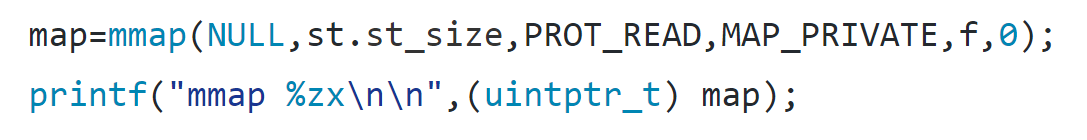 map=mmap(NULL,st.st_size,PROT_READ,MAP_PRIVATE,f,0);
printf("mmap %zx\n\n",(uintptr_t) map);